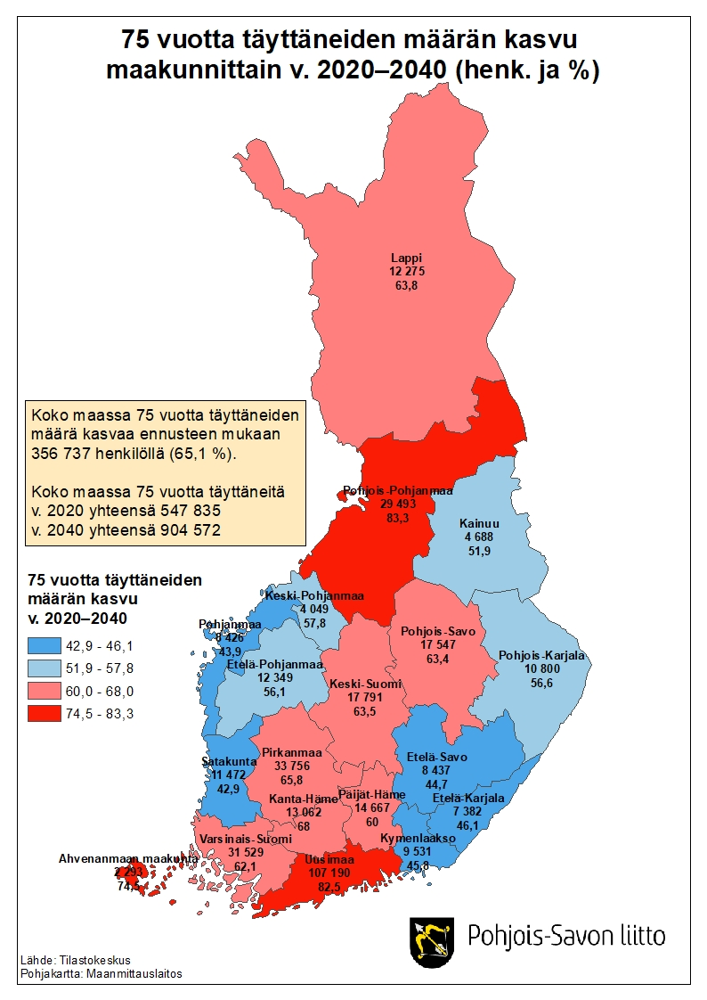 75 vuotta täyttäneiden määrän kasvu
maakunnittain v. 2020–2040 (henk. ja %)
Lappi
12 275
63,8
Koko maassa 75 vuotta täyttäneiden
määrä kasvaa ennusteen mukaan
356 737 henkilöllä (65,1 %).
Koko maassa 75 vuotta täyttäneitä
v. 2020 yhteensä 547 835
v. 2040 yhteensä 904 572
Pohjois-Pohjanmaa
29 493
83,3
Kainuu
4 688
51,9
75 vuotta täyttäneiden
määrän kasvu
v. 2020–2040
42,9 - 46,1
51,9 - 57,8
60,0 - 68,0
74,5 - 83,3
Keski-Pohjanmaa
4 049
57,8
Pohjanmaa
8 426
43,9
Etelä-Pohjanmaa
12 349
56,1
Pohjois-Savo
17 547
63,4
Pohjois-Karjala
10 800
56,6
Keski-Suomi
17 791
63,5
Satakunta
11 472
42,9
Pirkanmaa
33 756
65,8
Etelä-Savo
8 437
44,7
Kanta-Häme
13 062
68
Päijät-Häme
14 667
60
Etelä-Karjala
7 382
46,1
Varsinais-Suomi
31 529
62,1
Kymenlaakso
9 531
45,8
Ahvenanmaan maakunta
2 293
74,5
Uusimaa
107 190
82,5
Pohjois-Savon liitto
Lähde: Tilastokeskus
Pohjakartta: Maanmittauslaitos